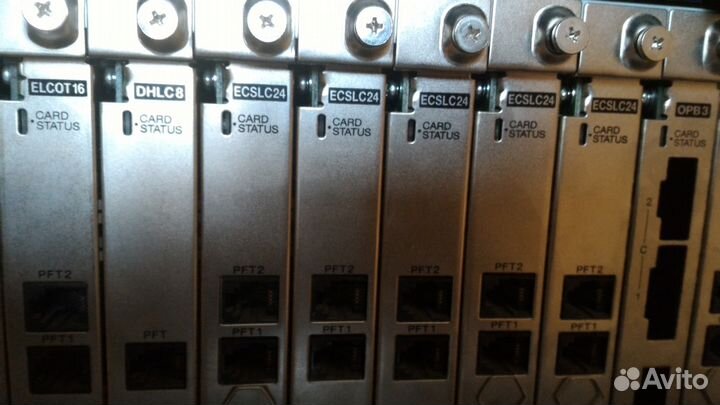 ELCOT16
DHLC8
ECSLC24
ECSLC24
ECSLC24
ECSLC24
ECSLC24
OPB3
CARD
STATUS
CARD
STATUS
CARD
STATUS
CARD
STATUS
CARD
STATUS
CARD
STATUS
CARD
STATUS
CARD
STATUS
2
C
1
PFT2
PFT2
PFT2
PFT2
PFT2
PFT2
PFT1
PFT
PFT1
PFT1
PFT1
PFT1
PFT1
Avito